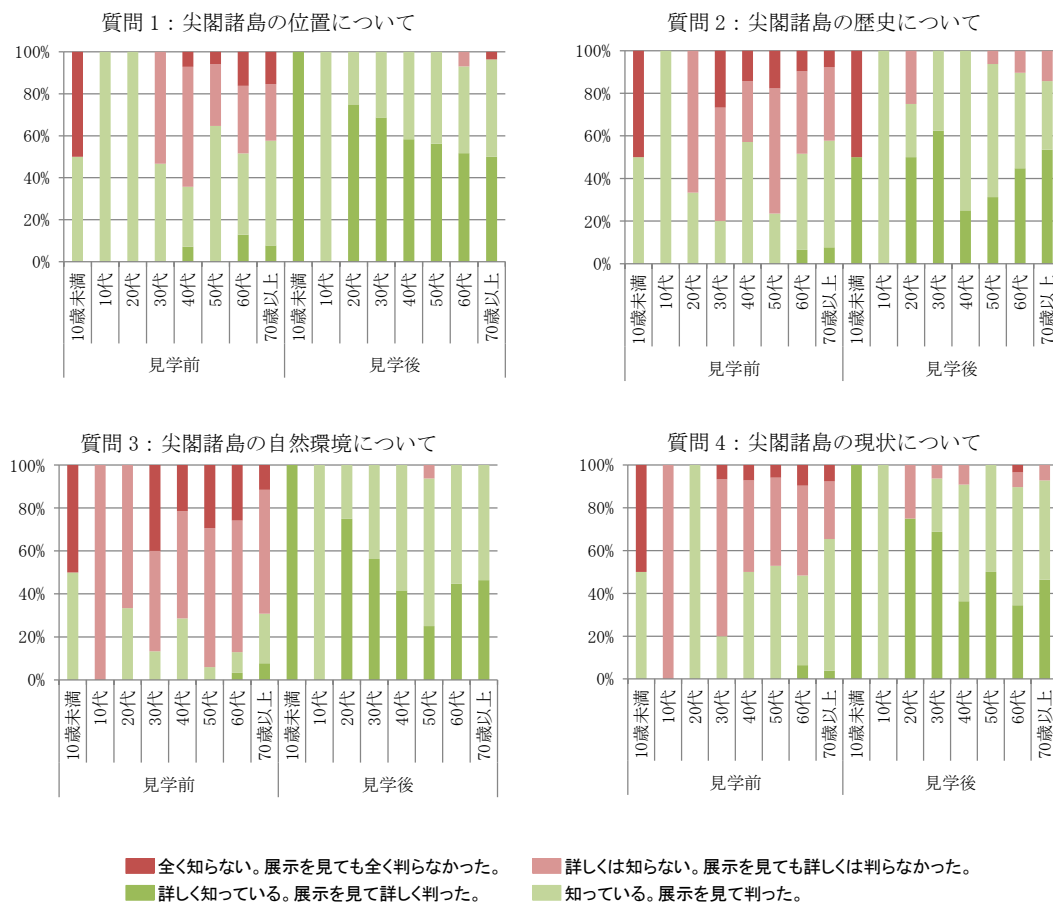 質問 1:尖閣諸島の位置について
100%
80%
60%
40%
20%
0%
10歳未満
10代
20代
30代
40代
50代
60代
70歳以上
10歳未満
10代
20代
30代
40代
50代
60代
70歳以上
見学前
見学後
質問 2:尖閣諸島の歴史について
100%
80%
60%
40%
20%
0%
10歳未満
10代
20代
30代
40代
50代
60代
70歳以上
10歳未満
10代
20代
30代
40代
50代
60代
70歳以上
見学前
見学後
質問 3:尖閣諸島の自然環境について
100%
80%
60%
40%
20%
0%
10歳未満
10代
20代
30代
40代
50代
60代
70歳以上
10歳未満
10代
20代
30代
40代
50代
60代
70歳以上
見学前
見学後
質問 4:尖閣諸島の現状について
100%
80%
60%
40%
20%
0%
10歳未満
10代
20代
30代
40代
50代
60代
70歳以上
10歳未満
10代
20代
30代
40代
50代
60代
70歳以上
見学前
見学後
全く知らない。展示を見ても全く判らなかった。
詳しくは知らない。展示を見ても詳しくは判らなかった。
詳しく知っている。展示を見て詳しく判った。
知っている。展示を見て判った。